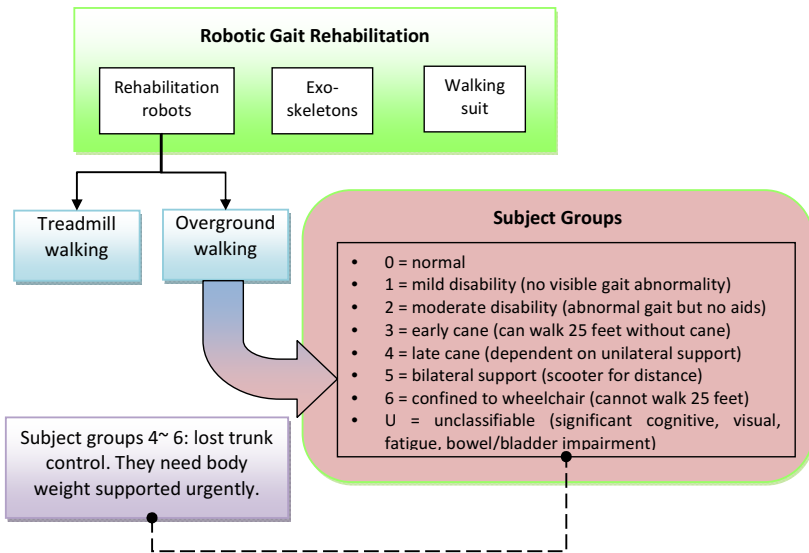 Robotic Gait Rehabilitation
Rehabilitation
robots
Exo-
skeletons
Walking
suit
Treadmill
walking
Overground
walking
Subject Groups
• 0 = normal
• 1 = mild disability (no visible gait abnormality)
• 2 = moderate disability (abnormal gait but no aids)
• 3 = early cane (can walk 25 feet without cane)
• 4 = late cane (dependent on unilateral support)
• 5 = bilateral support (scooter for distance)
• 6 = confined to wheelchair (cannot walk 25 feet)
• U = unclassifiable (significant cognitive, visual,
fatigue, bowel/bladder impairment)
Subject groups 4~ 6: lost trunk
control. They need body
weight supported urgently.